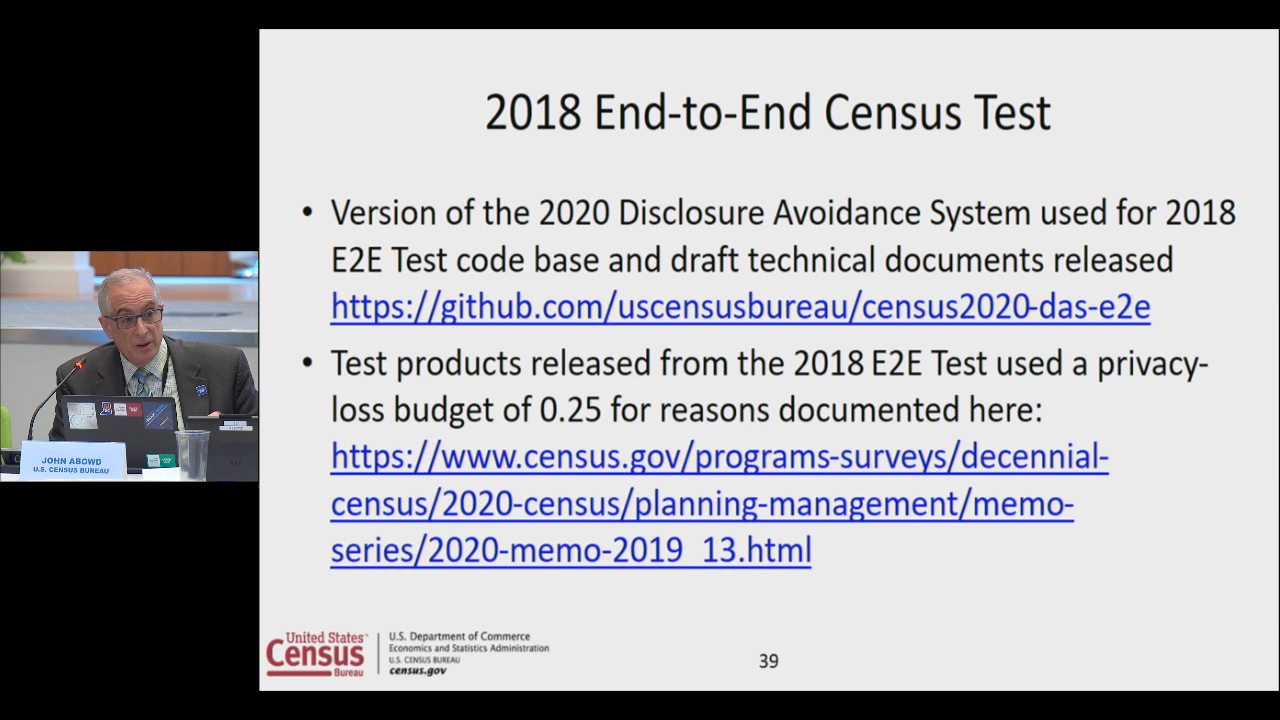 2018 End-to-End Census Test
• Version of the 2020 Disclosure Avoidance System used for 2018
E2E Test code base and draft technical documents released
https://github.com/uscensusbureau/census2020-das-e2e
• Test products released from the 2018 E2E Test used a privacy-
loss budget of 0.25 for reasons documented here:
https://www.census.gov/programs-surveys/decennial-
census/2020-census/planning-management/memo-
series/2020-memo-2019_13.html
JOHN ABOWD
U.S. CENSUS BUREAU
United States™
Census
Bureau
U.S. Department of Commerce
Economics and Statistics Administration
U.S. CENSUS BUREAU
census.gov
39